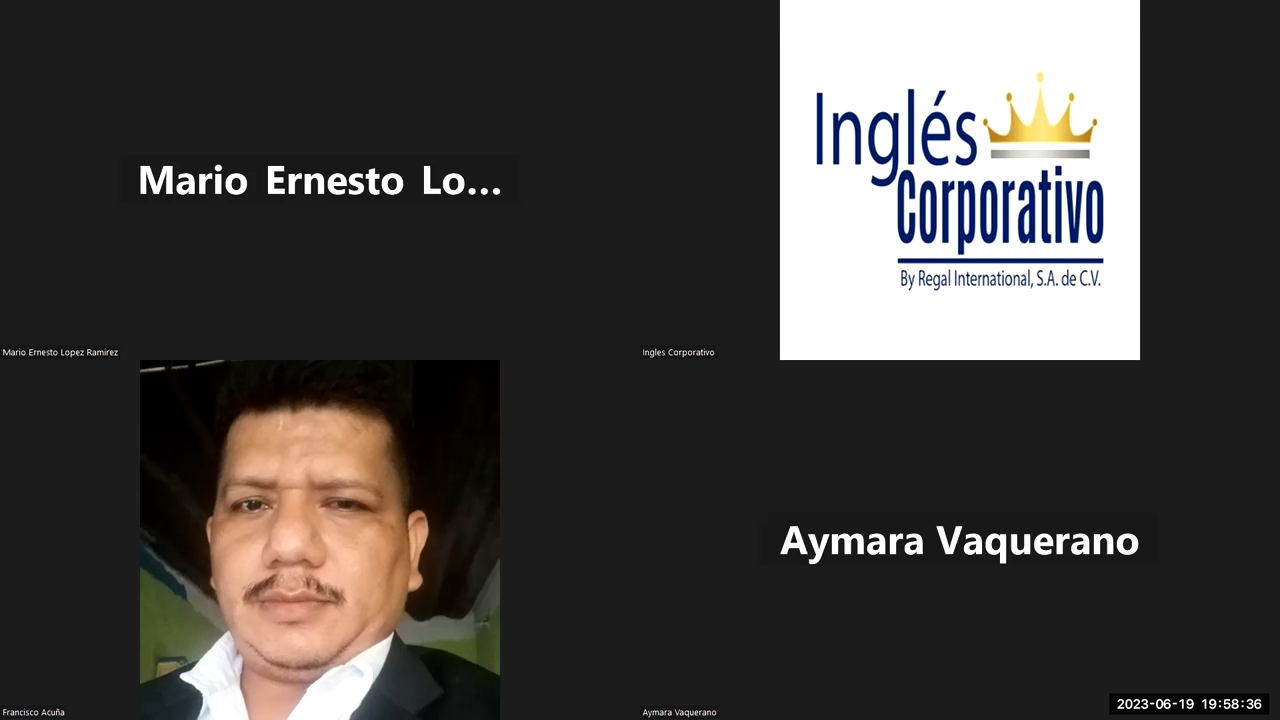 Mario Ernesto Lo...
Inglés
Corporativo
By Regal International, S.A. de C.V.
Mario Ernesto Lopez Ramirez
Ingles Corporativo
Aymara Vaquerano
Francisco Acuña
Aymara Vaquerano
2023-06-19 19:58:36